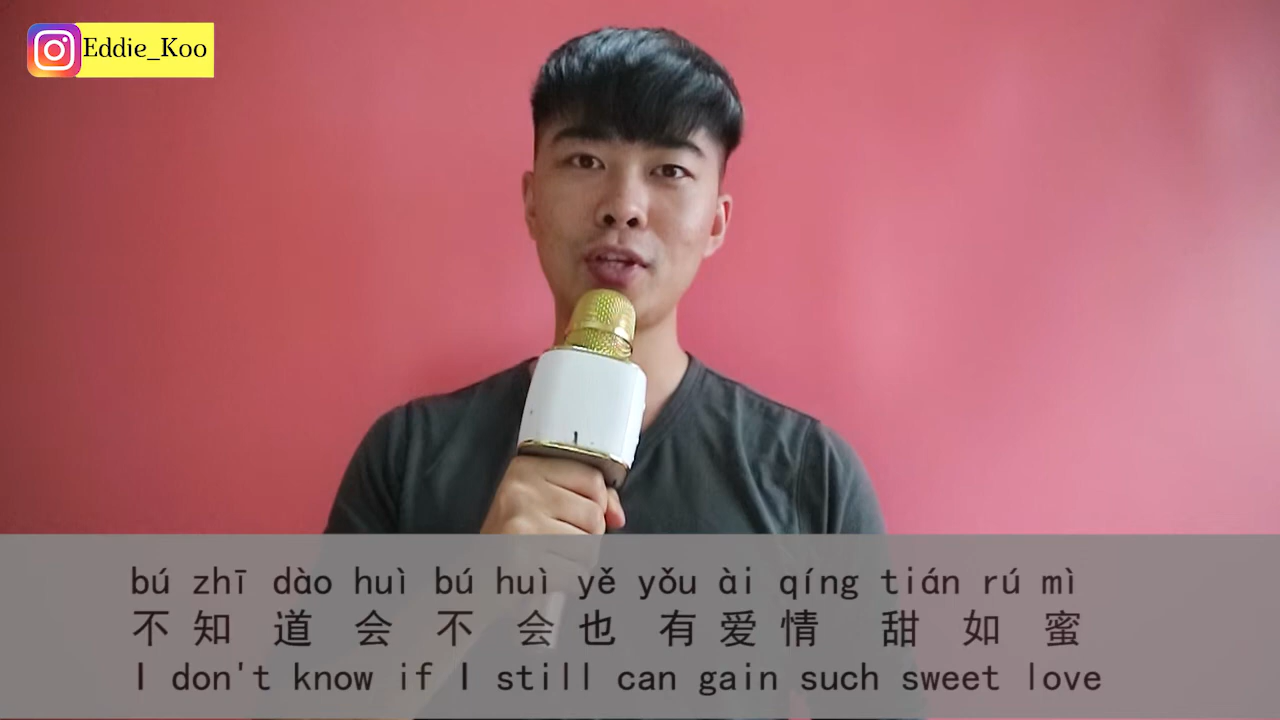 Eddie_Koo
bú zhī dào huì bú huì yě yǒu ài qíng tián rú mì
不知道会不会也有爱情 甜如蜜
I don't know if I still can gain such sweet love